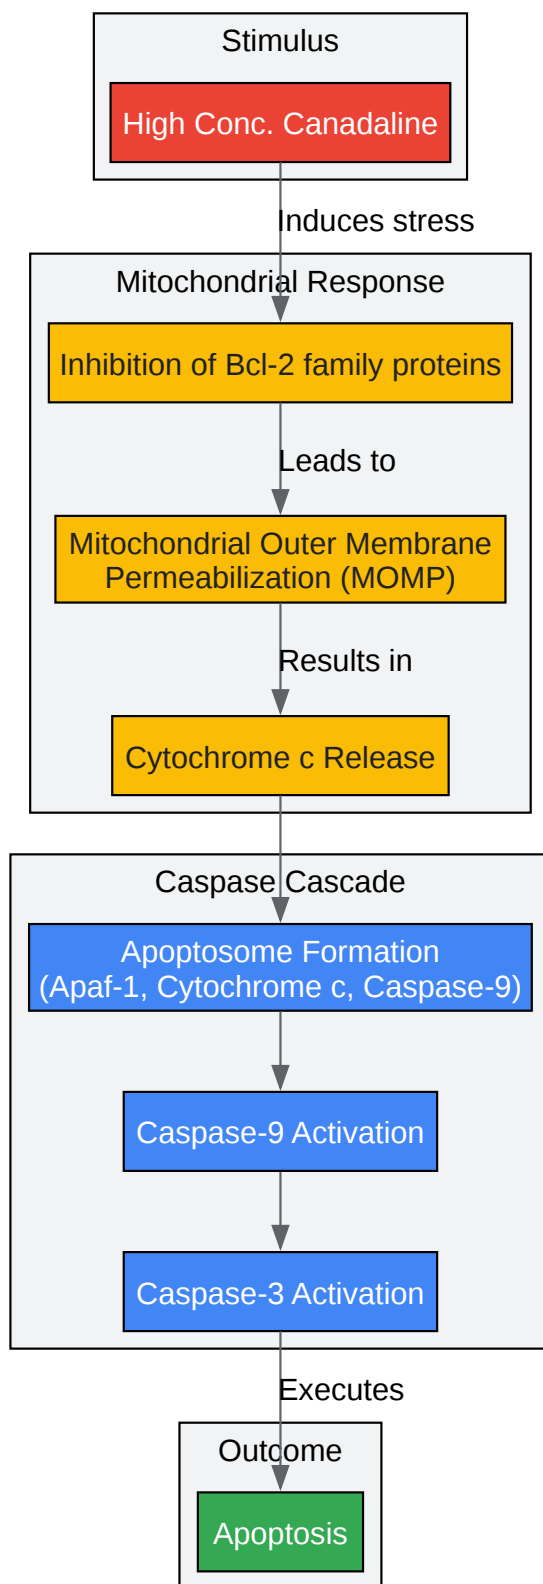 Stimulus
High Conc. Canadaline
Induces stress
Mitochondrial Response
Inhibition of Bcl-2 family proteins
Leads to
Mitochondrial Outer Membrane
Permeabilization (MOMP)
Results in
Cytochrome c Release
Caspase Cascade
Apoptosome Formation
(Apaf-1, Cytochrome c, Caspase-9)
Caspase-9 Activation
Caspase-3 Activation
Executes
Outcome
Apoptosis